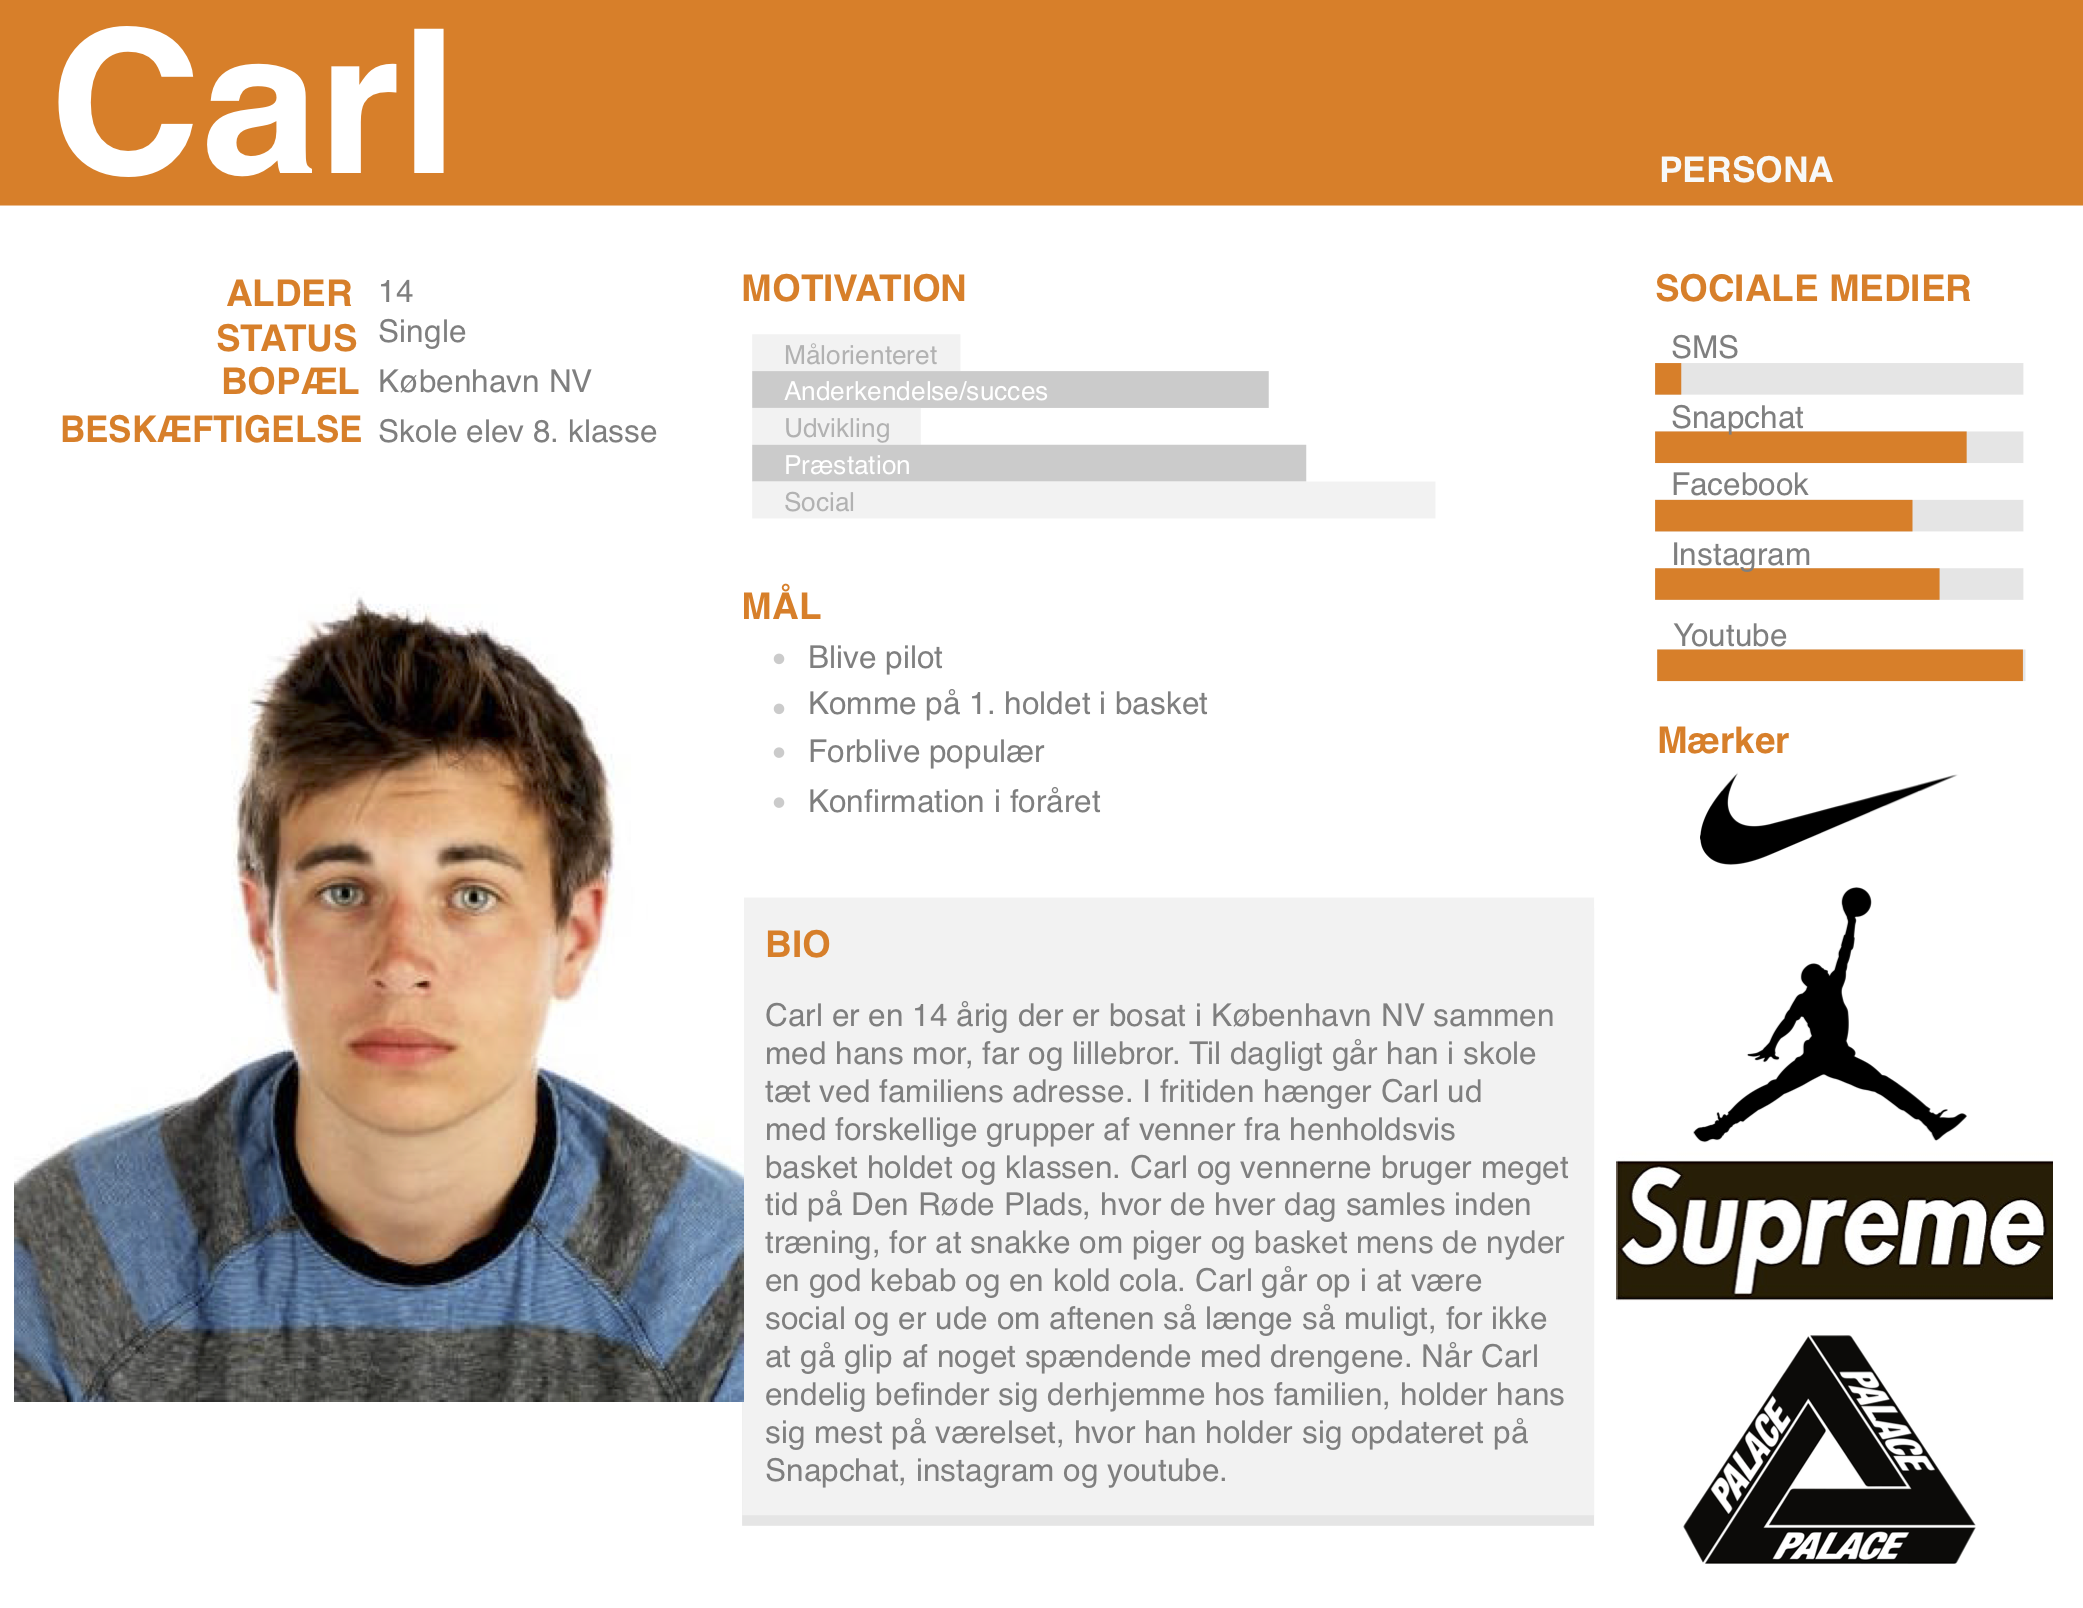 Carl
PERSONA
ALDER 14
STATUS Single
BOPÆL København NV
BESKÆFTIGELSE Skole elev 8. klasse
MOTIVATION
Målorienteret
Anderkendelse/succes
Udvikling
Præstation
Social
MÅL
Blive pilot
Komme på 1. holdet i basket
Forblive populær
Konfirmation i foråret
BIO
Carl er en 14 årig der er bosat i København NV sammen
med hans mor, far og lillebror. Til dagligt går han i skole
tæt ved familiens adresse. I fritiden hænger Carl ud
med forskellige grupper af venner fra henholdsvis
basket holdet og klassen. Carl og vennerne bruger meget
tid på Den Røde Plads, hvor de hver dag samles inden
træning, for at snakke om piger og basket mens de nyder
en god kebab og en kold cola. Carl går op i at være
social og er ude om aftenen så længe så muligt, for ikke
at gå glip af noget spændende med drengene. Når Carl
endelig befinder sig derhjemme hos familien, holder hans
sig mest på værelset, hvor han holder sig opdateret på
Snapchat, instagram og youtube.
SOCIALE MEDIER
SMS
Snapchat
Facebook
Instagram
Youtube
Mærker
Supreme
PALACE
PALACE
PALACE